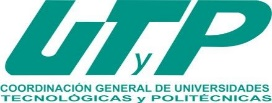 UTyP
COORDINACIÓN GENERAL DE UNIVERSIDADES
TECNOLÓGICAS y POLITÉCNICAS